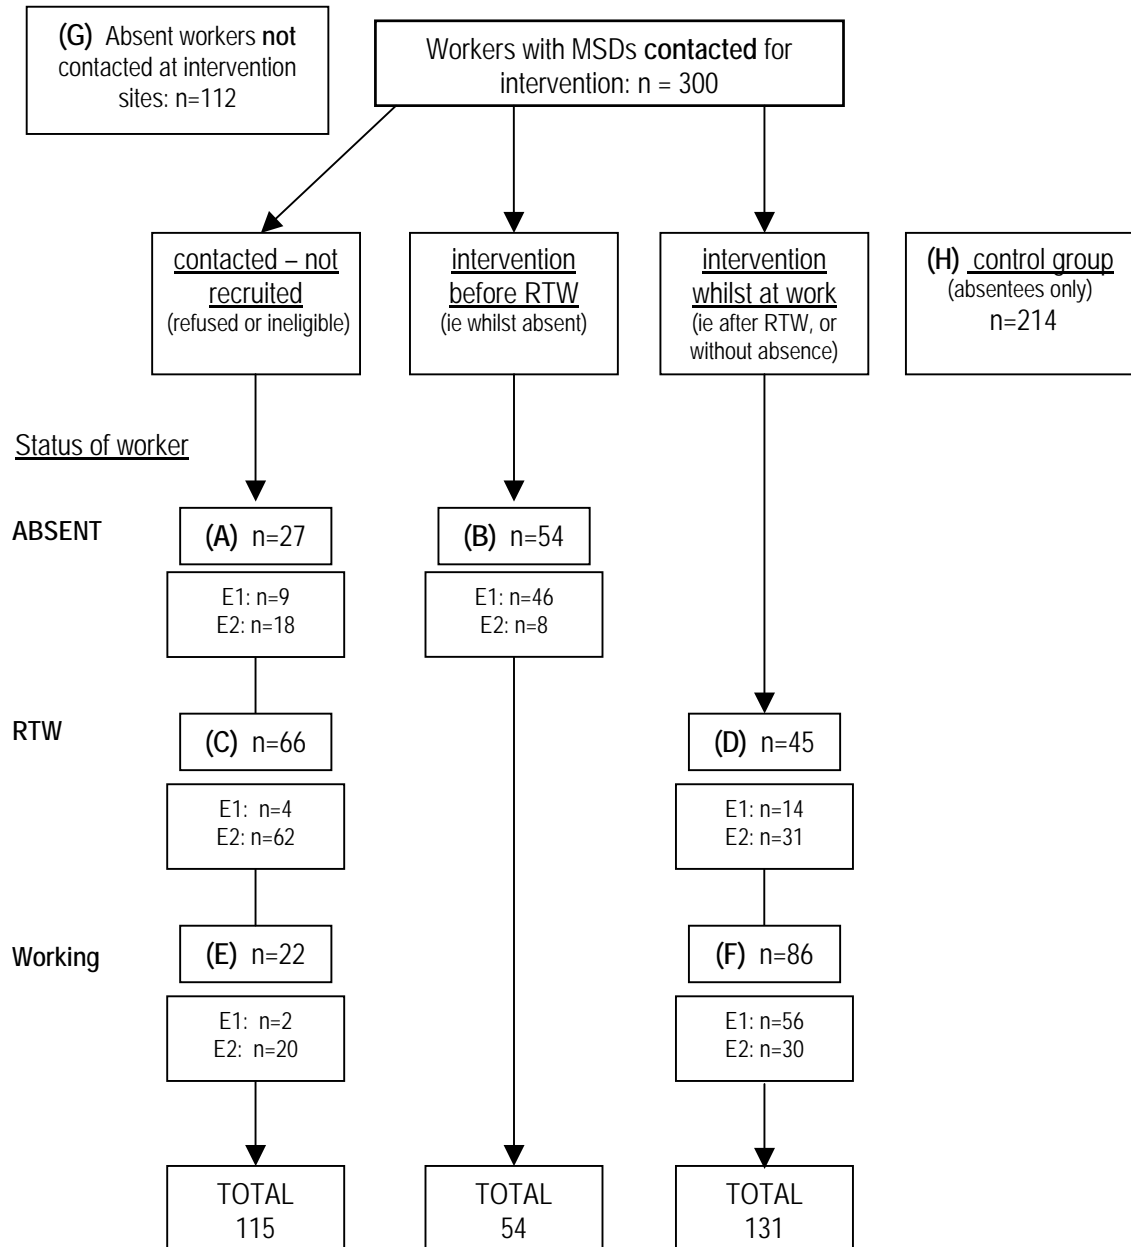 (G) Absent workers not
contacted at intervention
sites: n=112
Workers with MSDs contacted for
intervention: n = 300
contacted – not
recruited
(refused or ineligible)
intervention
before RTW
(ie whilst absent)
intervention
whilst at work
(ie after RTW, or
without absence)
(H) control group
(absentees only)
n=214
Status of worker
ABSENT
(A) n=27
(B) n=54
E1: n=9
E2: n=18
E1: n=46
E2: n=8
RTW
(C) n=66
(D) n=45
E1: n=4
E2: n=62
E1: n=14
E2: n=31
Working
(E) n=22
(F) n=86
E1: n=2
E2: n=20
E1: n=56
E2: n=30
TOTAL
115
TOTAL
54
TOTAL
131